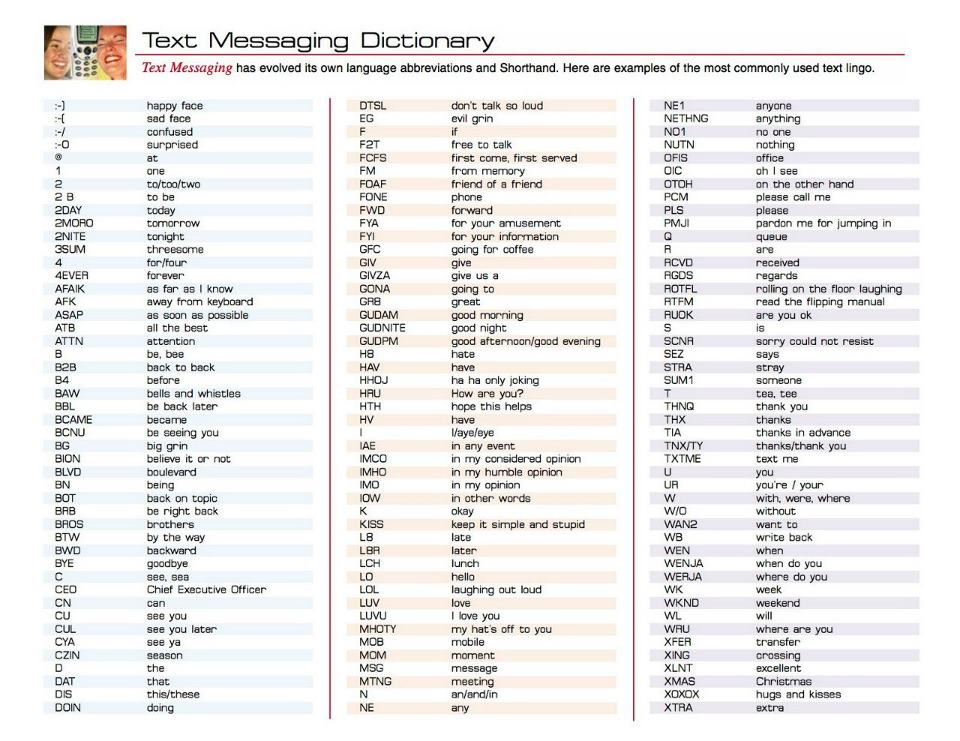 Text Messaging Dictionary
Text Messaging has evolved its own language abbreviations and Shorthand. Here are examples of the most commonly used text lingo.
:-) happy face
:-( sad face
:-/ confused
:-O surprised
@ at
1 one
2 to/too/two
2 B to be
2DAY today
2MORO tomorrow
2NITE tonight
3SUM threesome
4 for/four
4EVER forever
AFAIK as far as I know
AFK away from keyboard
ASAP as soon as possible
ATB all the best
ATTN attention
B be, bee
B2B back to back
B4 before
BAW bells and whistles
BBL be back later
BCAME became
BCNU be seeing you
BG big grin
BION believe it or not
BLVD boulevard
BN being
BOT back on topic
BRB be right back
BROS brothers
BTW by the way
BWD backward
BYE goodbye
C see, sea
CEO Chief Executive Officer
CN can
CU see you
CUL see you later
CYA see ya
CZIN season
D the
DAT that
DIS this/these
DOIN doing
DTSL don't talk so loud
EG evil grin
F if
F2T free to talk
FCFS first come, first served
FM from memory
FOAF friend of a friend
FONE phone
FWD forward
FYA for your amusement
FYI for your information
GFC going for coffee
GIV give
GIVZA give us a
GONA going to
GR8 great
GUDAM good morning
GUDNITE good night
GUDPM good afternoon/good evening
H8 hate
HAV have
HHOJ ha ha only joking
HRU How are you?
HTH hope this helps
HV have
I I/aye/eye
IAE in any event
IMCO in my considered opinion
IMHO in my humble opinion
IMO in my opinion
IOW in other words
K okay
KISS keep it simple and stupid
L8 late
L8R later
LCH lunch
LO hello
LOL laughing out loud
LUV love
LUVU I love you
MHOTY my hat's off to you
MOB mobile
MOM moment
MSG message
MTNG meeting
N an/and/in
NE any
NE1 anyone
NETHNG anything
NO1 no one
NUTN nothing
OFIS office
OIC oh I see
OTOH on the other hand
PCM please call me
PLS please
PMJI pardon me for jumping in
Q queue
R are
RCVD received
RGDS regards
ROTFL rolling on the floor laughing
RTFM read the flipping manual
RUOK are you ok
S is
SCNR sorry could not resist
SEZ says
STRA stray
SUM1 someone
T tea, tee
THNQ thank you
THX thanks
TIA thanks in advance
TNX/TY thanks/thank you
TXTME text me
U you
UR you're / your
W with, were, where
W/O without
WAN2 want to
WB write back
WEN when
WENJA when do you
WERJA where do you
WK week
WKND weekend
WL will
WRU where are you
XFER transfer
XING crossing
XLNT excellent
XMAS Christmas
XOXOX hugs and kisses
XTRA extra